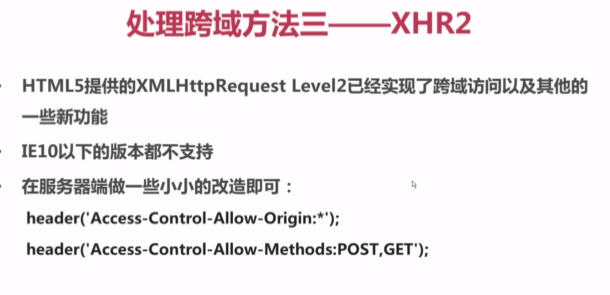 处理跨域方法三——XHR2
HTML5提供的XMLHttpRequest Level2已经实现了跨域访问以及其他的
一些新功能
IE10以下的版本都不支持
在服务器端做一些小小的改造即可：
header('Access-Control-Allow-Origin:*');
header('Access-Control-Allow-Methods:POST,GET');